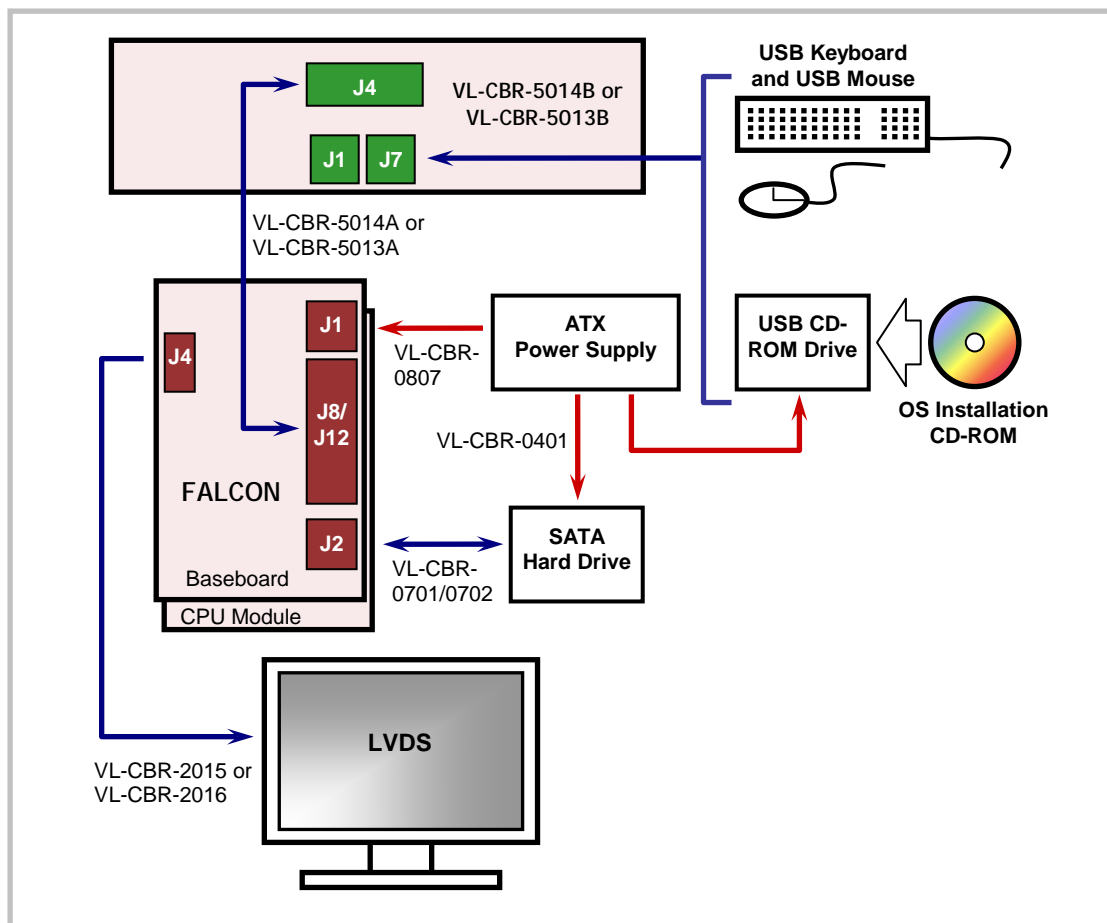 J4
VL-CBR-5014B or
VL-CBR-5013B
J1
J7
USB Keyboard
and USB Mouse
VL-CBR-5014A or
VL-CBR-5013A
J1
J4
J8/
J12
FALCON
J2
Baseboard
CPU Module
VL-CBR-
0807
ATX
Power Supply
VL-CBR-0401
USB CD-
ROM Drive
OS Installation
CD-ROM
SATA
Hard Drive
VL-CBR-
0701/0702
LVDS
VL-CBR-2015 or
VL-CBR-2016